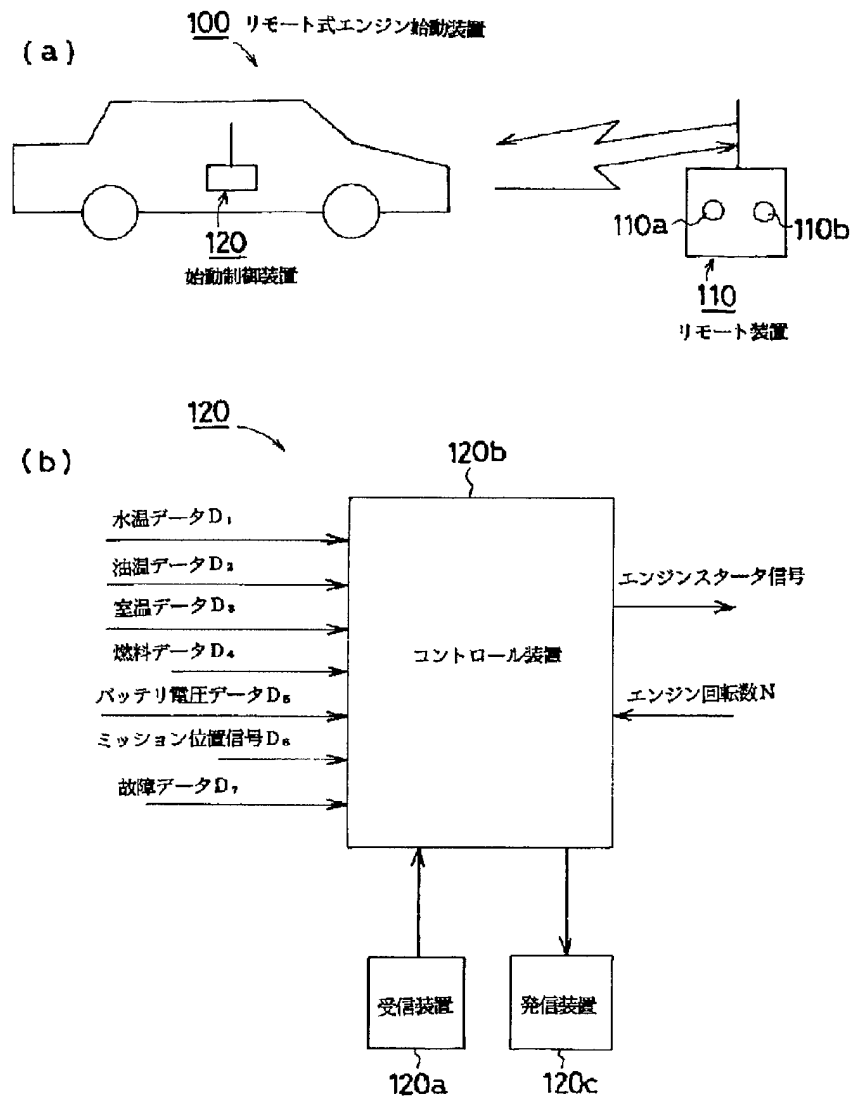 100 リモート式エンジン始動装置
(a)
120
始動制御装置
110a
110b
110
リモート装置
120
(b)
120b
水温データD₁
油温データD₂
室温データD₃
燃料データD₄
バッテリ電圧データD₅
ミッション位置信号D₆
故障データD₇
コントロール装置
エンジンスタータ信号
エンジン回転数N
受信装置
発信装置
120a
120c